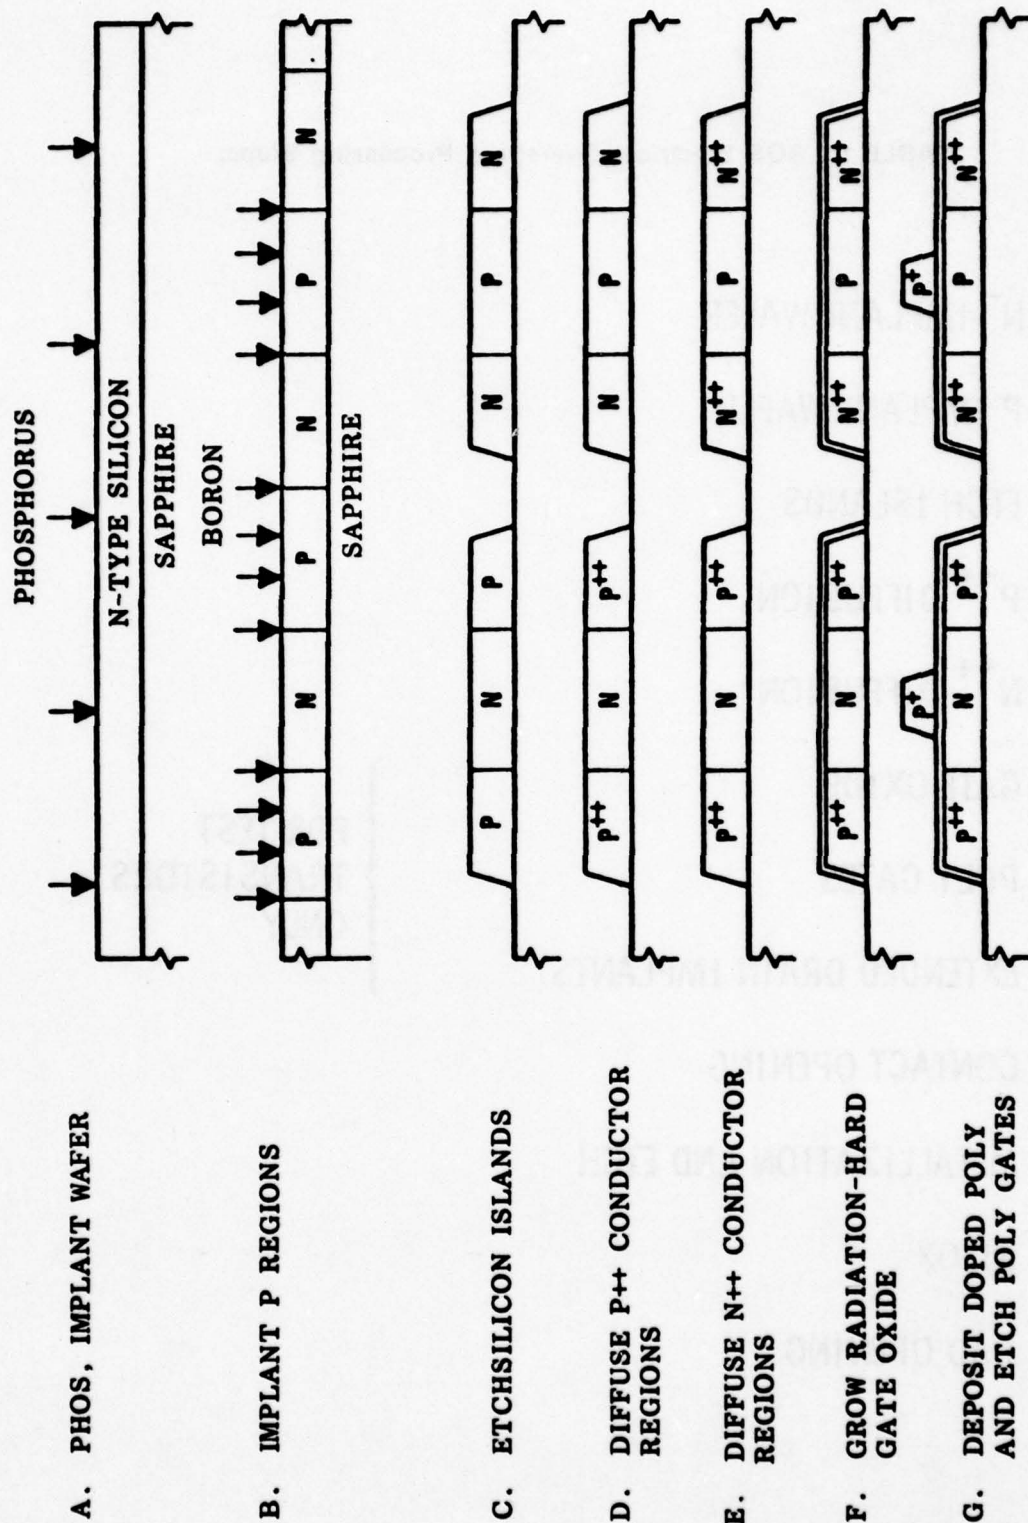 A. PHOS, IMPLANT WAFER
PHOSPHORUS
N-TYPE SILICON
SAPPHIRE
B. IMPLANT P REGIONS
BORON
P N P N P N
SAPPHIRE
C. ETCHSILICON ISLANDS
P N P N P N
D. DIFFUSE P++ CONDUCTOR
REGIONS
P++ N P++ N P N
E. DIFFUSE N++ CONDUCTOR
REGIONS
P++ N P++ N++ P N++
F. GROW RADIATION-HARD
GATE OXIDE
P++ N P++ N++ P N++
G. DEPOSIT DOPED POLY
AND ETCH POLY GATES
P+ P+
P++ N P++ N++ P N++